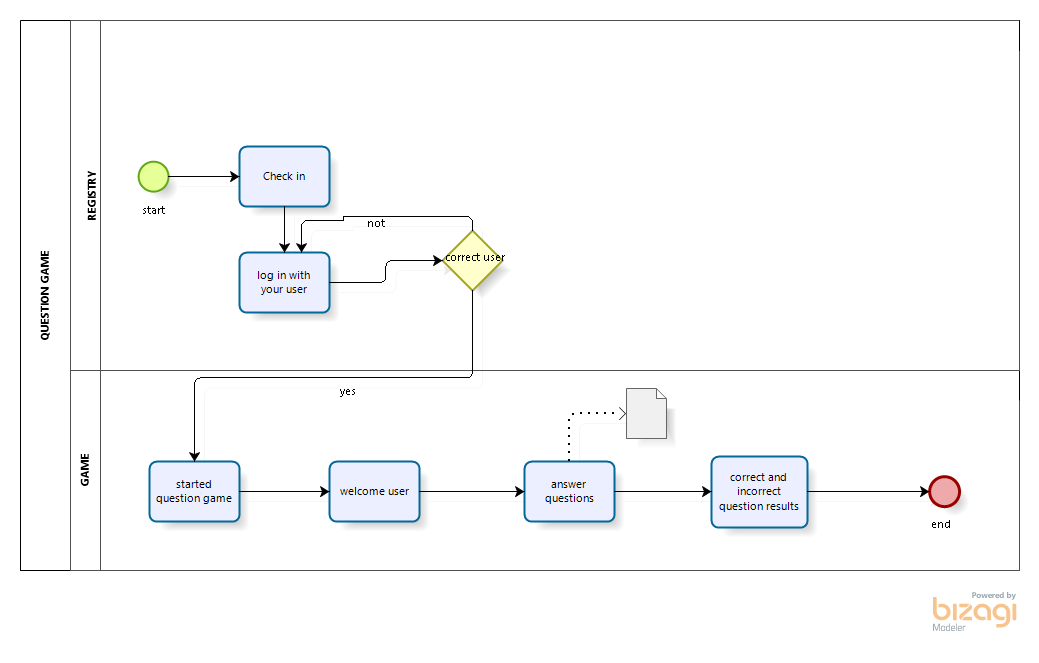 QUESTION GAME
REGISTRY
start
Check in
not
log in with
your user
correct user
GAME
yes
started
question game
welcome user
answer
questions
correct and
incorrect
question results
end
Powered by
bizagi
Modeler